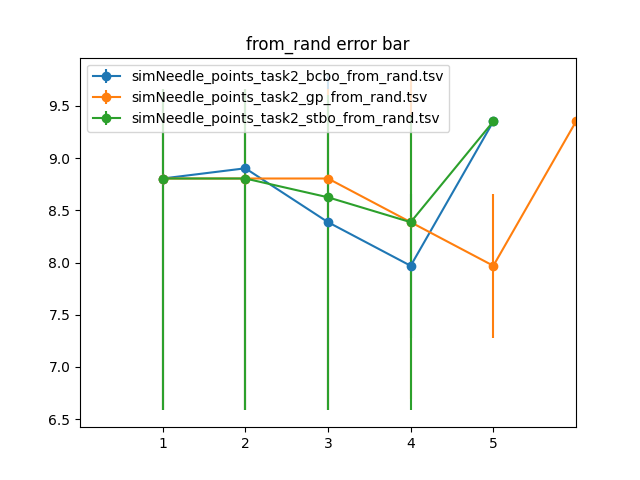 from_rand error bar
simNeedle_points_task2_bcbo_from_rand.tsv
simNeedle_points_task2_gp_from_rand.tsv
simNeedle_points_task2_stbo_from_rand.tsv
9.5
9.0
8.5
8.0
7.5
7.0
6.5
1 2 3 4 5